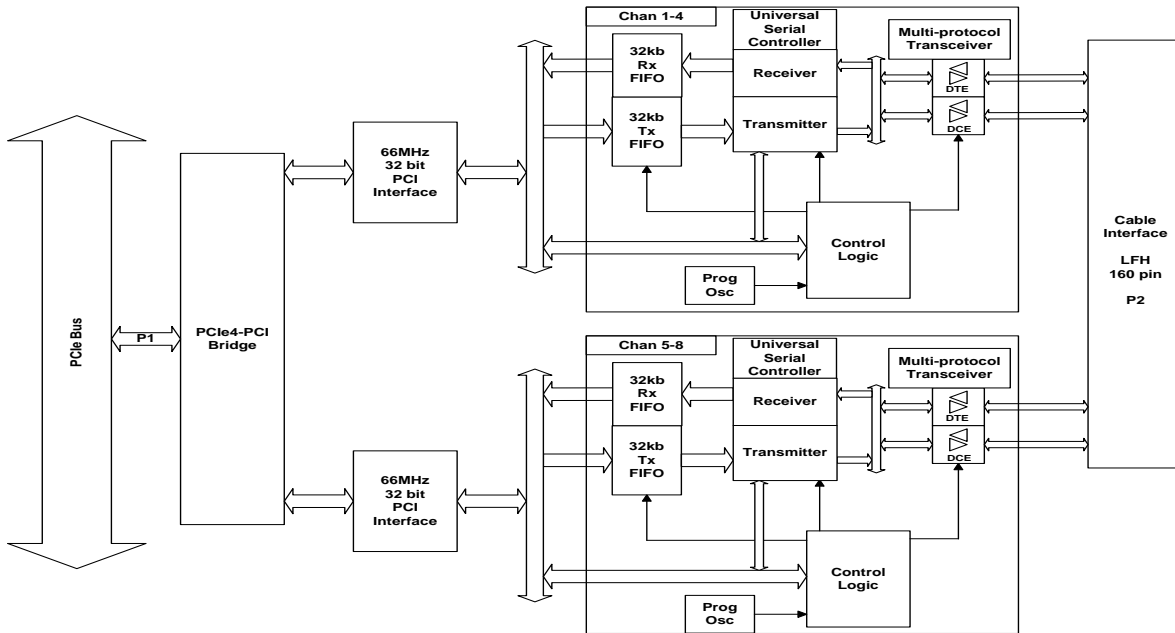 PCIe Bus
P1
PCIe4-PCI
Bridge
66MHz
32 bit
PCI
Interface
66MHz
32 bit
PCI
Interface
Chan 1-4
32kb
Rx
FIFO
32kb
Tx
FIFO
Universal
Serial
Controller
Receiver
Transmitter
Multi-protocol
Transceiver
DTE
DCE
Control
Logic
Prog
Osc
Chan 5-8
32kb
Rx
FIFO
32kb
Tx
FIFO
Universal
Serial
Controller
Receiver
Transmitter
Multi-protocol
Transceiver
DTE
DCE
Control
Logic
Prog
Osc
Cable
Interface
LFH
160 pin
P2